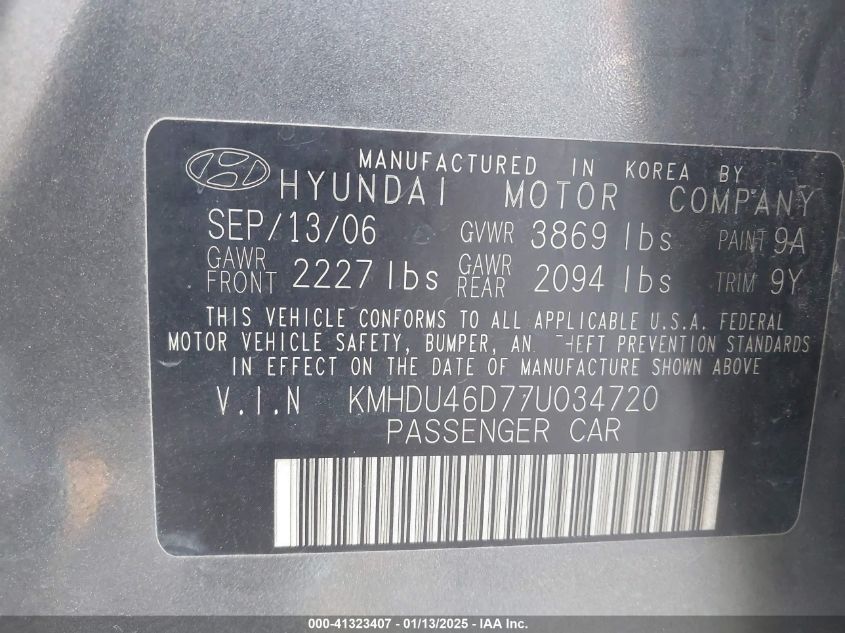 MANUFACTURED IN KOREA BY
HYUNDAI MOTOR COMPANY
SEP/13/06 GVWR 3869 lbs PAINT 9A
GAWR FRONT 2227 lbs GAWR REAR 2094 lbs TRIM 9Y
THIS VEHICLE CONFORMS TO ALL APPLICABLE U.S.A. FEDERAL
MOTOR VEHICLE SAFETY, BUMPER, PREVENTION STANDARDS
IN EFFECT ON THE DATE OF MANUFACTURE SHOWN ABOVE
V.I.N KMHDU46D77U034720
PASSENGER CAR
000-41323407 - 01/13/2025 - IAA Inc.